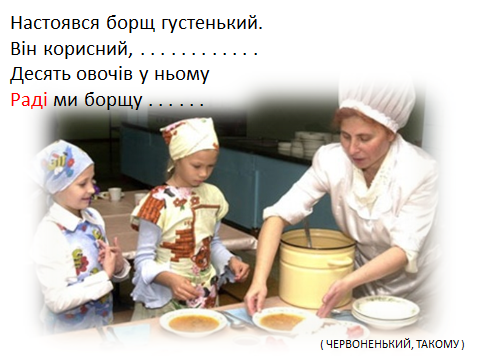 Настоявся борщ густенький.
Він корисний, . . . . . . . . . . . .
Десять овочів у ньому
Раді ми борщу . . . . . .
( ЧЕРВОНЕНЬКИЙ, ТАКОМУ )